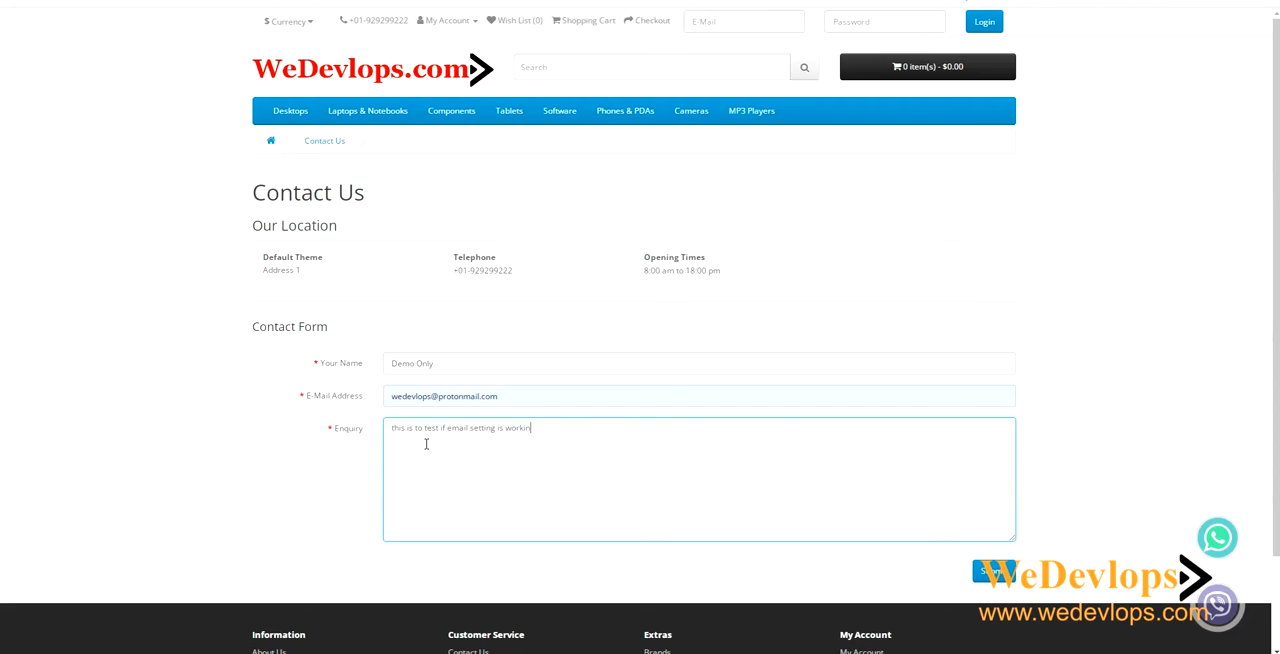 $ Currency +01-929299222 My Account Wish List (0) Shopping Cart Checkout E-Mail Password Login
WeDevlops.com Search 0 item(s) - $0.00
Desktops Laptops & Notebooks Components Tablets Software Phones & PDAs Cameras MP3 Players
Contact Us
Contact Us
Our Location
Default Theme Telephone Opening Times
Address 1 +01-929299222 8:00 am to 18:00 pm
Contact Form
* Your Name Demo Only
* E-Mail Address wedevlops@protonmail.com
* Enquiry this is to test if email setting is workin
WeDevlops
www.wedevlops.com
Information Customer Service Extras My Account
About Us Contact Us Brands My Account